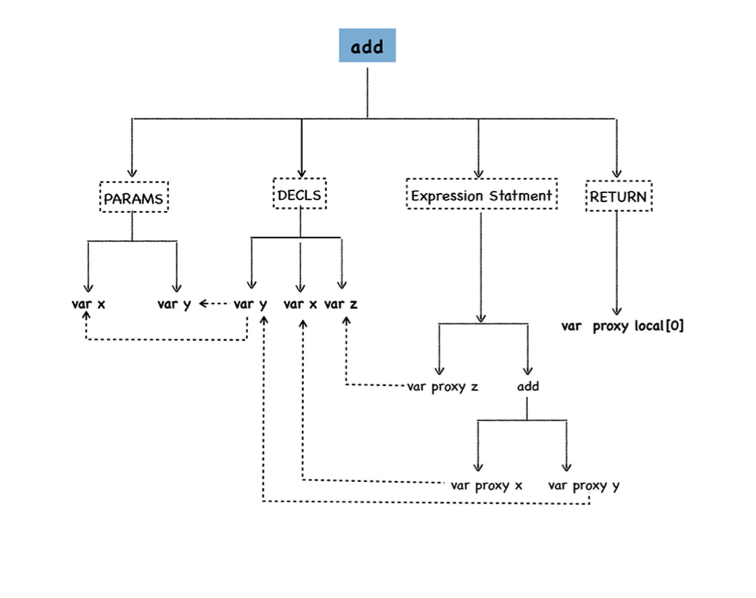 add
PARAMS DECLS Expression Statment RETURN
var x var y var y var x var z
var proxy local[0]
var proxy z add
var proxy x var proxy y